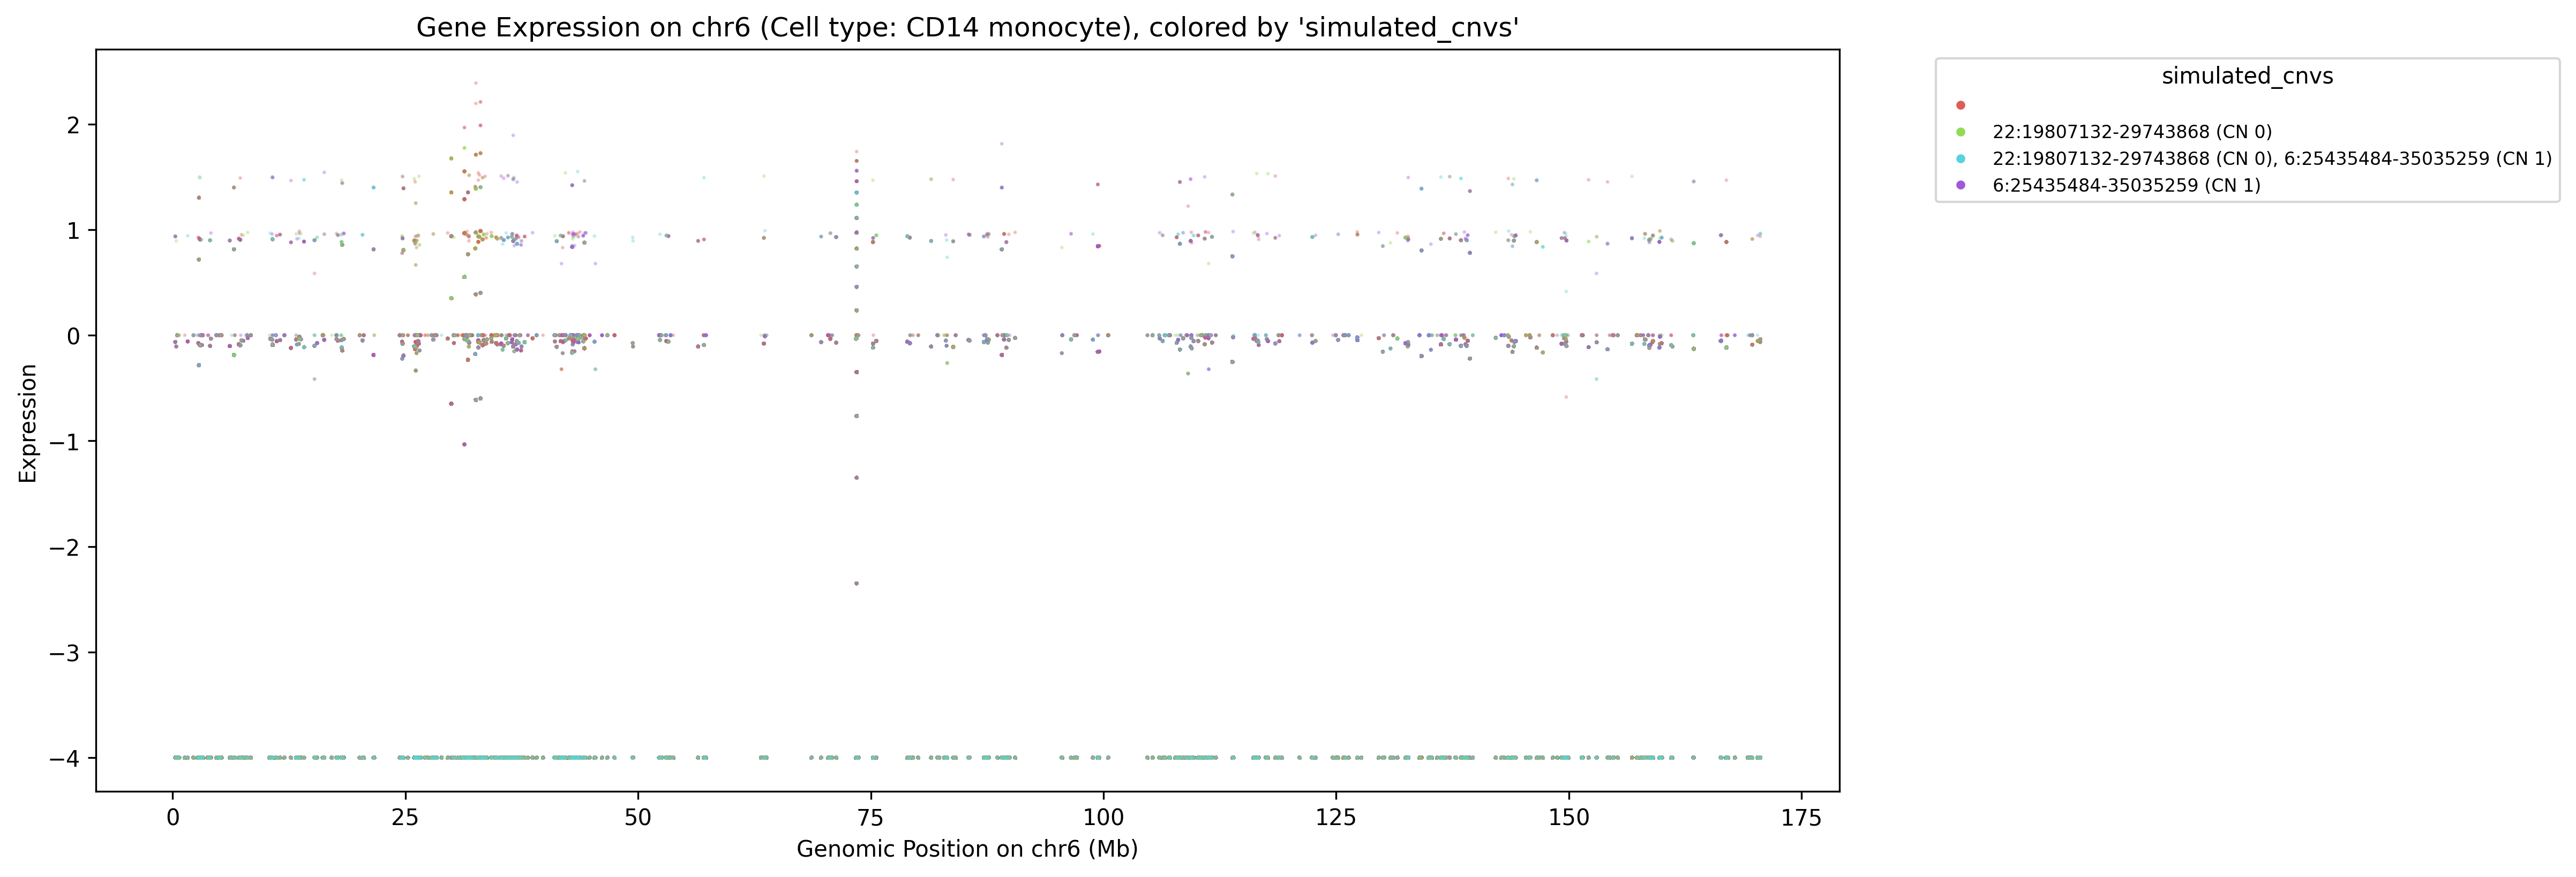 Gene Expression on chr6 (Cell type: CD14 monocyte), colored by 'simulated_cnvs'
simulated_cnvs
22:19807132-29743868 (CN 0)
22:19807132-29743868 (CN 0), 6:25435484-35035259 (CN 1)
6:25435484-35035259 (CN 1)
Expression
2
1
0
−1
−2
−3
−4
0 25 50 75 100 125 150 175
Genomic Position on chr6 (Mb)